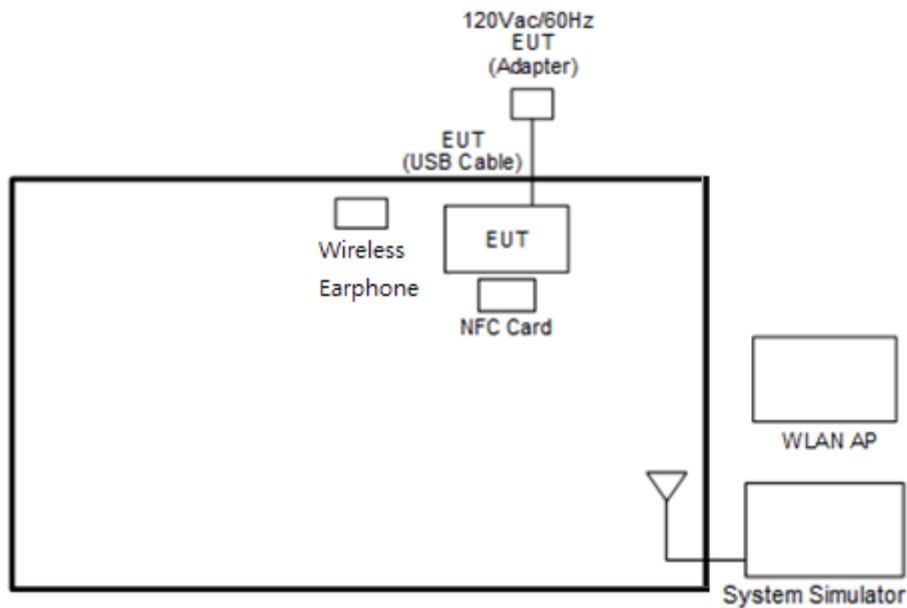 120Vac/60Hz
EUT
(Adapter)
EUT
(USB Cable)
EUT
Wireless
Earphone
NFC Card
WLAN AP
System Simulator